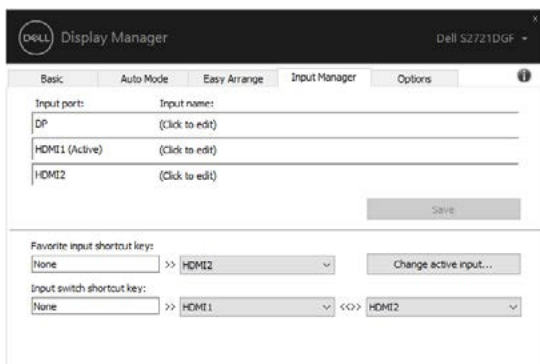 DELL Display Manager Dell S2721DGF
Basic Auto Mode Easy Arrange Input Manager Options
Input port: Input name:
DP (Click to edit)
HDMI1 (Active) (Click to edit)
HDMI2 (Click to edit)
Save
Favorite input shortcut key:
None >> HDMI2 Change active input...
Input switch shortcut key:
None >> HDMI1 <<>> HDMI2